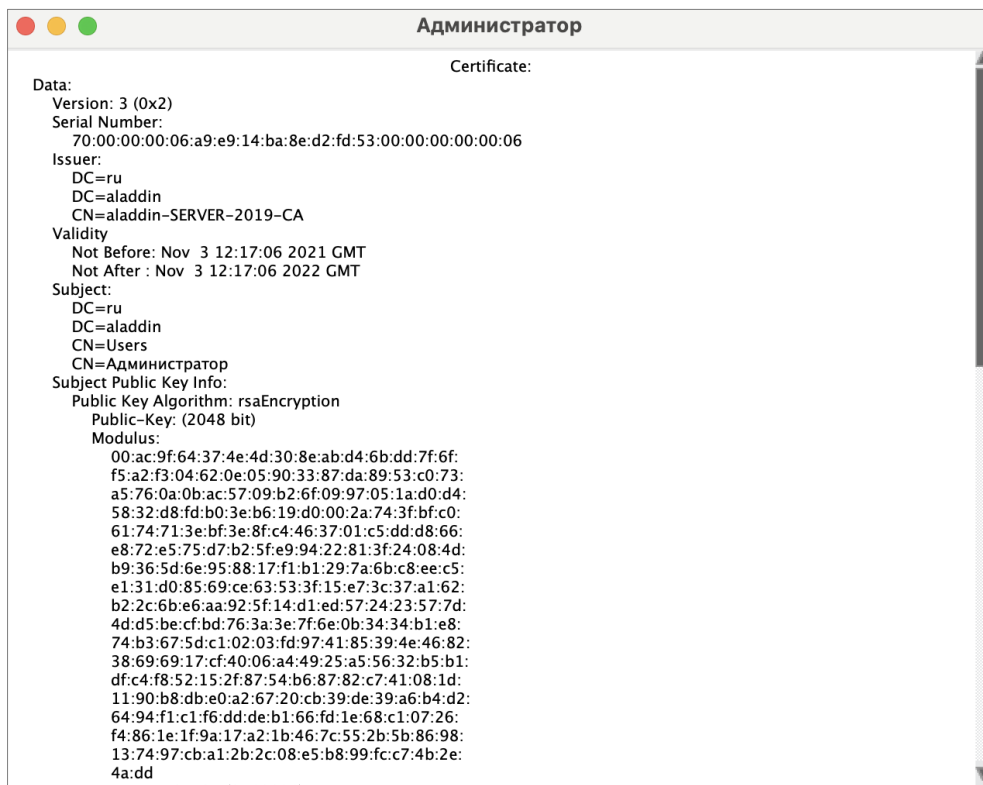 Администратор
Certificate:
Data:
Version: 3 (0x2)
Serial Number:
70:00:00:00:06:a9:e9:14:ba:8e:d2:fd:53:00:00:00:00:00:06
Issuer:
DC=ru
DC=aladdin
CN=aladdin-SERVER-2019-CA
Validity
Not Before: Nov  3 12:17:06 2021 GMT
Not After : Nov  3 12:17:06 2022 GMT
Subject:
DC=ru
DC=aladdin
CN=Users
CN=Администратор
Subject Public Key Info:
Public Key Algorithm: rsaEncryption
Public-Key: (2048 bit)
Modulus:
00:ac:9f:64:37:4e:4d:30:8e:ab:d4:6b:dd:7f:6f:
f5:a2:f3:04:62:0e:05:90:33:87:da:89:53:c0:73:
a5:76:0a:0b:ac:57:09:b2:6f:09:97:05:1a:d0:d4:
58:32:d8:fd:b0:3e:b6:19:d0:00:2a:74:3f:bf:c0:
61:74:71:3e:bf:3e:8f:c4:46:37:01:c5:dd:d8:66:
e8:72:e5:75:d7:b2:5f:e9:94:22:81:3f:24:08:4d:
b9:36:5d:6e:95:88:17:f1:b1:29:7a:6b:c8:ee:c5:
e1:31:d0:85:69:ce:63:53:3f:15:e7:3c:37:a1:62:
b2:2c:6b:e6:aa:92:5f:14:d1:ed:57:24:23:57:7d:
4d:d5:be:cf:bd:76:3a:3e:7f:6e:0b:34:34:b1:e8:
74:b3:67:5d:c1:02:03:fd:97:41:85:39:4e:46:82:
38:69:69:17:cf:40:06:a4:49:25:a5:56:32:b5:b1:
df:c4:f8:52:15:2f:87:54:b6:87:82:c7:41:08:1d:
11:90:b8:db:e0:a2:67:20:cb:39:de:39:a6:b4:d2:
64:94:f1:c1:f6:dd:de:b1:66:fd:1e:68:c1:07:26:
f4:86:1e:1f:9a:17:a2:1b:46:7c:55:2b:5b:86:98:
13:74:97:cb:a1:2b:2c:08:e5:b8:99:fc:c7:4b:2e:
4a:dd